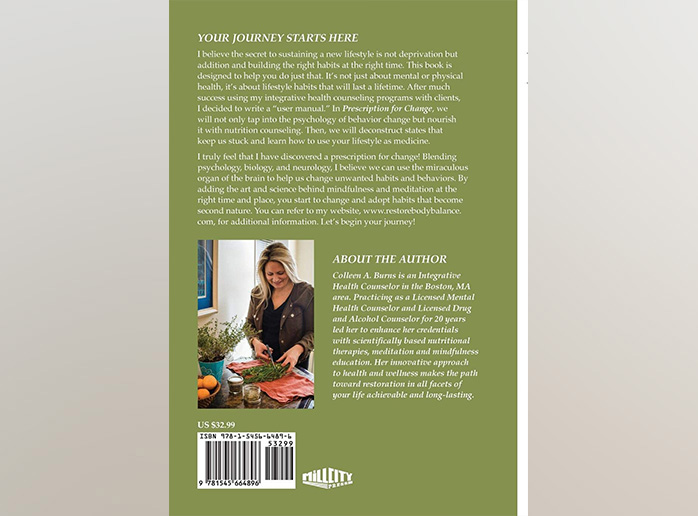 YOUR JOURNEY STARTS HERE
I believe the secret to sustaining a new lifestyle is not deprivation but
addition and building the right habits at the right time. This book is
designed to help you do just that. It's not just about mental or physical
health, it's about lifestyle habits that will last a lifetime. After much
success using my integrative health counseling programs with clients,
I decided to write a “user manual.” In Prescription for Change, we
will not only tap into the psychology of behavior change but nourish
it with nutrition counseling. Then, we will deconstruct states that
keep us stuck and learn how to use your lifestyle as medicine.
I truly feel that I have discovered a prescription for change! Blending
psychology, biology, and neurology, I believe we can use the miraculous
organ of the brain to help us change unwanted habits and behaviors. By
adding the art and science behind mindfulness and meditation at the
right time and place, you start to change and adopt habits that become
second nature. You can refer to my website, www.restorebodybalance.
com, for additional information. Let's begin your journey!
ABOUT THE AUTHOR
Colleen A. Burns is an Integrative
Health Counselor in the Boston, MA
area. Practicing as a Licensed Mental
Health Counselor and Licensed Drug
and Alcohol Counselor for 20 years
led her to enhance her credentials
with scientifically based nutritional
therapies, meditation and mindfulness
education. Her innovative approach
to health and wellness makes the path
toward restoration in all facets of
your life achievable and long-lasting.
US $32.99
ISBN 978-1-5456-6489-6
53299
9 781545 664896
MILL CITY
PRESS